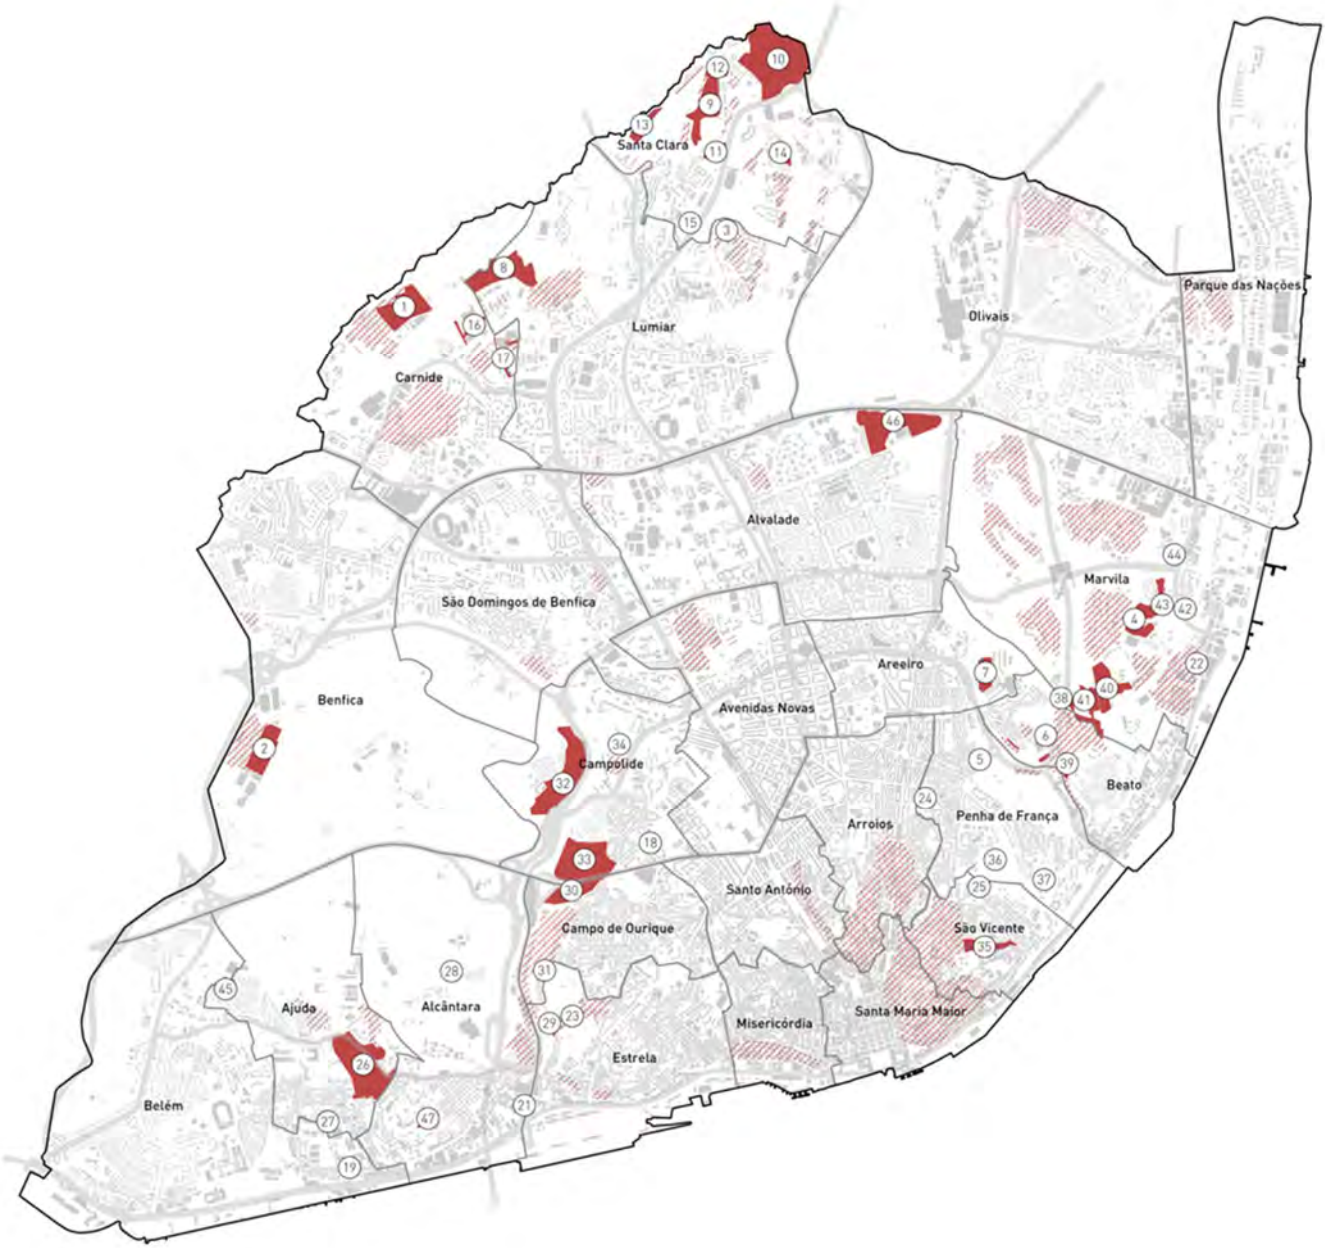 10
12
9
13
Santa Clara
11
14
15
3
8
1
16
17
Lumiar
Carnide
Olivais
Parque das Nações
46
Alvalade
44
Marvila
São Domingos de Benfica
43
42
4
22
Areeiro
7
38
41
40
Benfica
Avenidas Novas
2
34
Campolide
32
6
5
39
Beato
24
Penha de França
Arroios
18
33
36
37
25
30
Santo António
Campo de Ourique
São Vicente
35
31
28
45
Ajuda
Alcântara
29
23
Santa Maria Maior
Misericórdia
Estrela
26
Belém
21
27
47
19